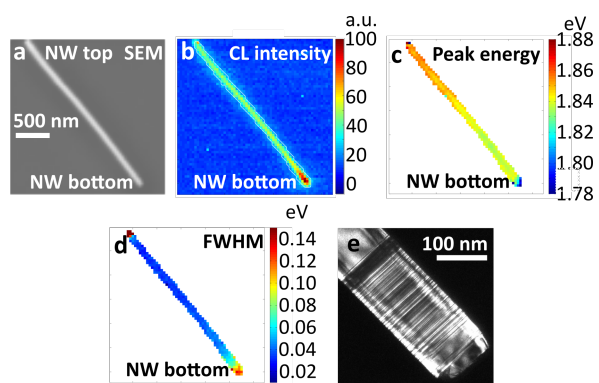 a.u.
eV
a NW top SEM
500 nm
NW bottom
b CL intensity
NW bottom
100
80
60
40
20
0
c Peak energy
NW bottom
1.88
1.86
1.84
1.82
1.80
1.78
eV
d FWHM
NW bottom
0.14
0.12
0.10
0.08
0.06
0.04
0.02
e 100 nm